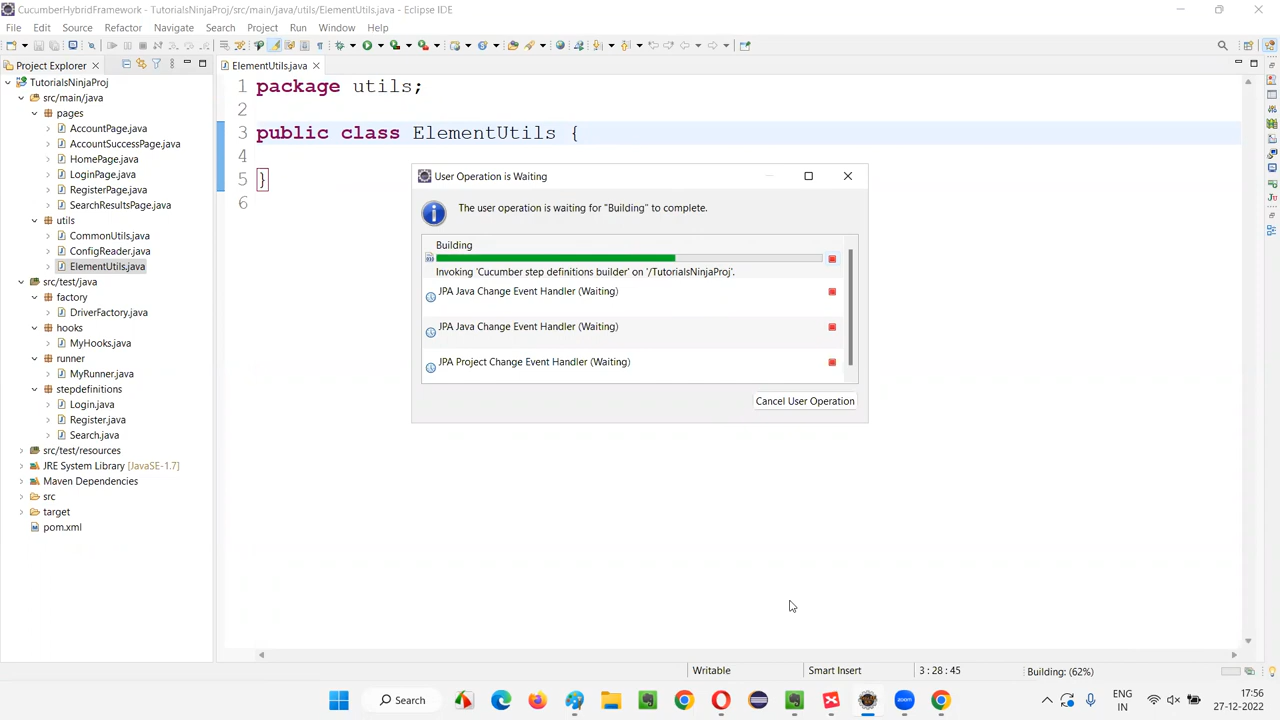 CucumberHybridFramework - TutorialsNinjaProj/src/main/java/utils/ElementUtils.java - Eclipse IDE
File Edit Source Refactor Navigate Search Project Run Window Help
Project Explorer
ElementUtils.java
TutorialsNinjaProj
src/main/java
pages
AccountPage.java
AccountSuccessPage.java
HomePage.java
LoginPage.java
RegisterPage.java
SearchResultsPage.java
utils
CommonUtils.java
ConfigReader.java
ElementUtils.java
src/test/java
factory
DriverFactory.java
hooks
MyHooks.java
runner
MyRunner.java
stepdefinitions
Login.java
Register.java
Search.java
src/test/resources
JRE System Library [JavaSE-1.7]
Maven Dependencies
src
target
pom.xml
1 package utils;
2
3 public class ElementUtils {
4
5 }
6
User Operation is Waiting
The user operation is waiting for "Building" to complete.
Building
Invoking 'Cucumber step definitions builder' on '/TutorialsNinjaProj'.
JPA Java Change Event Handler (Waiting)
JPA Java Change Event Handler (Waiting)
JPA Project Change Event Handler (Waiting)
Cancel User Operation
Writable Smart Insert 3 : 28 : 45 Building: (62%)
Search
zoom
ENG
IN
17:56
27-12-2022